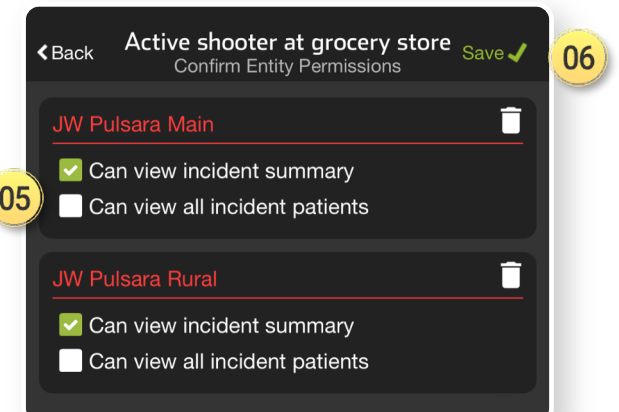 Back
Active shooter at grocery store
Save
06
Confirm Entity Permissions
JW Pulsara Main
Can view incident summary
05
Can view all incident patients
JW Pulsara Rural
Can view incident summary
Can view all incident patients